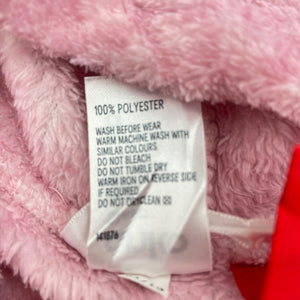 100% POLYESTER
WASH BEFORE WEAR
WARM MACHINE WASH WITH
SIMILAR COLOURS
DO NOT BLEACH
DO NOT TUMBLE DRY
WARM IRON ON REVERSE SIDE
IF REQUIRED
DO NOT DRYCLEAN
141876